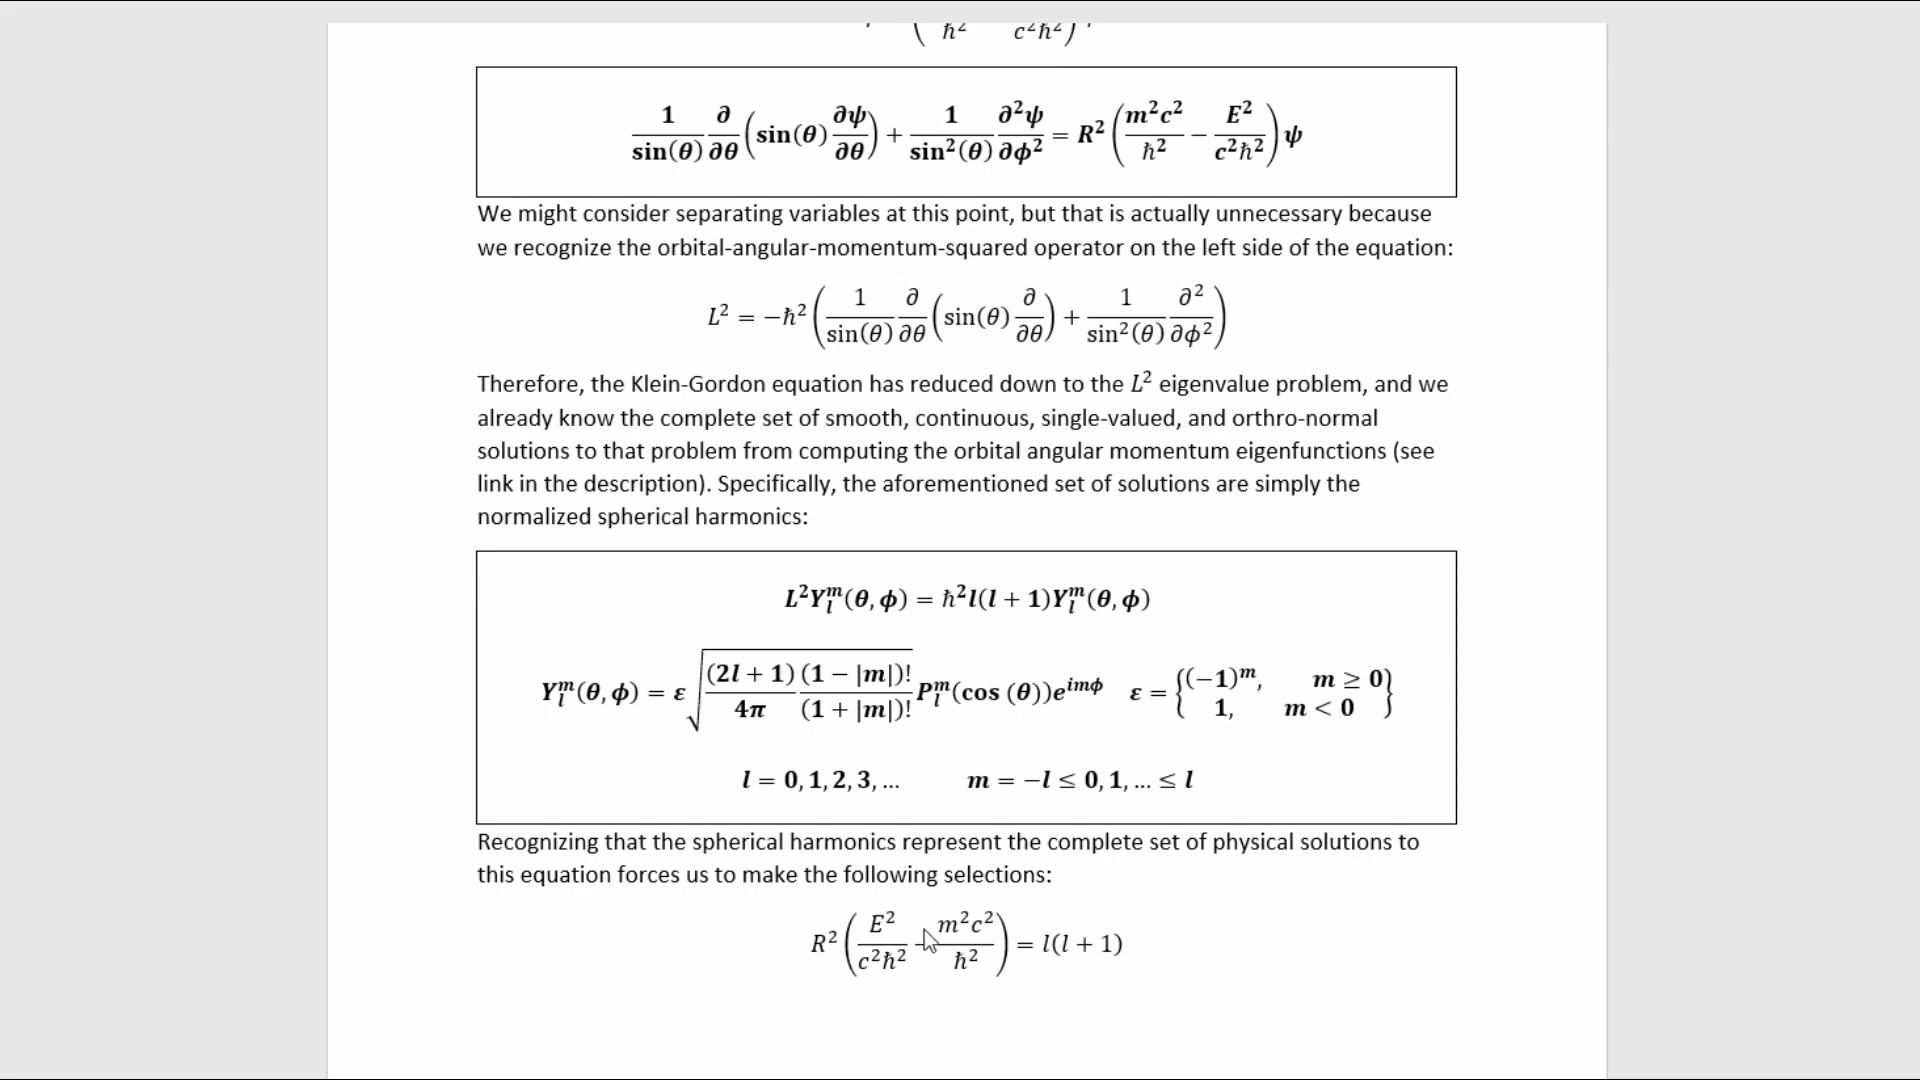 ( ħ² c²ħ² )
1/sin(θ) ∂/∂θ (sin(θ) ∂ψ/∂θ) + 1/sin²(θ) ∂²ψ/∂ϕ² = R² (m²c²/ħ² − E²/c²ħ²) ψ
We might consider separating variables at this point, but that is actually unnecessary because
we recognize the orbital-angular-momentum-squared operator on the left side of the equation:
L² = −ħ² (1/sin(θ) ∂/∂θ (sin(θ) ∂/∂θ) + 1/sin²(θ) ∂²/∂ϕ²)
Therefore, the Klein-Gordon equation has reduced down to the L² eigenvalue problem, and we
already know the complete set of smooth, continuous, single-valued, and orthro-normal
solutions to that problem from computing the orbital angular momentum eigenfunctions (see
link in the description). Specifically, the aforementioned set of solutions are simply the
normalized spherical harmonics:
L²Yₗᵐ(θ, ϕ) = ħ²l(l + 1)Yₗᵐ(θ, ϕ)
Yₗᵐ(θ, ϕ) = ε √((2l + 1)/4π (1 − |m|)!/(1 + |m|)!) Pₗᵐ(cos (θ))eⁱᵐᶲ ε = {(−1)ᵐ, m ≥ 0 1, m < 0}
l = 0, 1, 2, 3, … m = −l ≤ 0, 1, … ≤ l
Recognizing that the spherical harmonics represent the complete set of physical solutions to
this equation forces us to make the following selections:
R² (E²/c²ħ² − m²c²/ħ²) = l(l + 1)